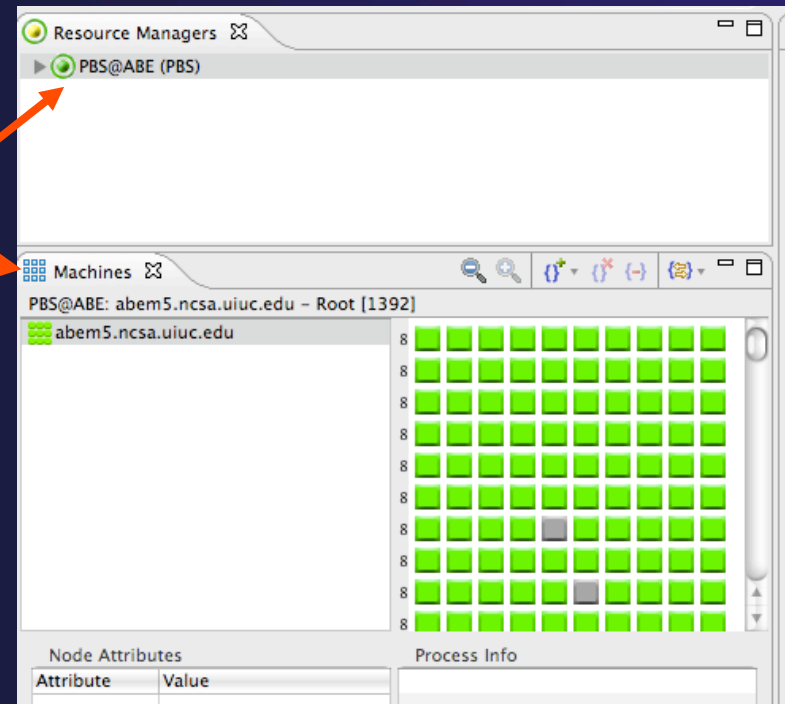 Resource Managers
PBS@ABE (PBS)
Machines
PBS@ABE: abem5.ncsa.uiuc.edu – Root [1392]
abem5.ncsa.uiuc.edu
8
8
8
8
8
8
8
8
8
8
Node Attributes
Process Info
Attribute Value